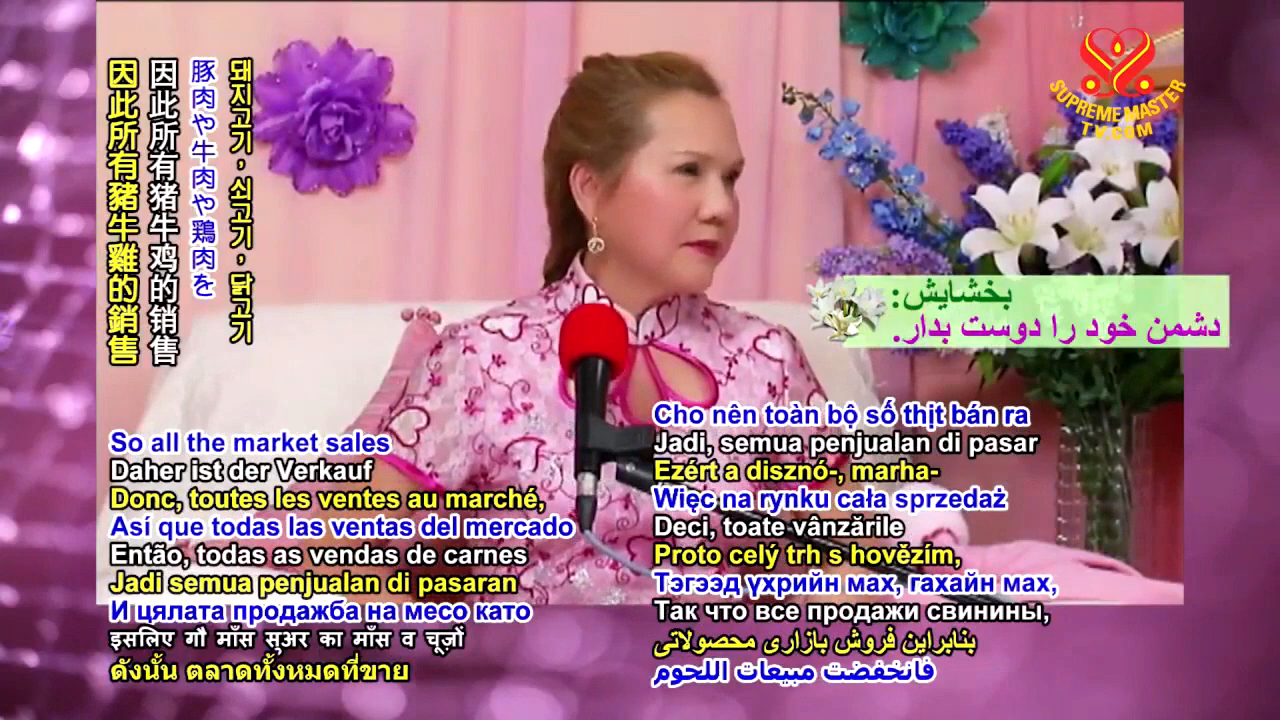 돼지고기, 쇠고기, 닭고기
豚肉や牛肉や鶏肉を
因此所有猪牛鸡的销售
因此所有豬牛雞的銷售
SUPREME MASTER
TV.COM
بخشایش:
دشمن خود را دوست بدار.
So all the market sales
Daher ist der Verkauf
Donc, toutes les ventes au marché,
Así que todas las ventas del mercado
Então, todas as vendas de carnes
Jadi semua penjualan di pasaran
И цялата продажба на месо като
इसलिए गौ माँस सुअर का माँस व चूज़ों
ดังนั้น ตลาดทั้งหมดที่ขาย
Cho nên toàn bộ số thịt bán ra
Jadi, semua penjualan di pasar
Ezért a disznó-, marha-
Więc na rynku cała sprzedaż
Deci, toate vânzările
Proto celý trh s hovězím,
Тэгээд үхрийн мах, гахайн мах,
Так что все продажи свинины,
بنابراین فروش بازاری محصولاتی
فانخفضت مبيعات اللحوم